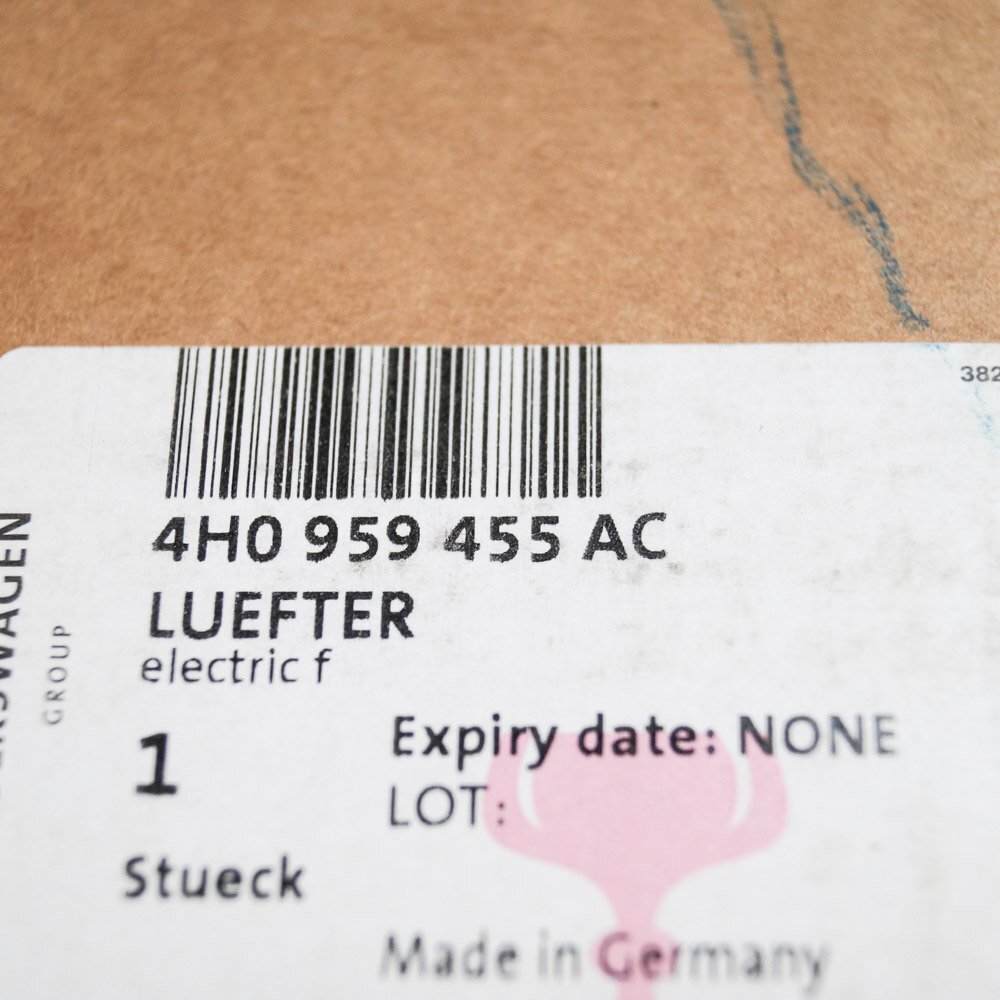 382
4H0 959 455 AC
LUEFTER
electric f
1
Expiry date: NONE
LOT:
Stueck
Made in Germany
GROUP